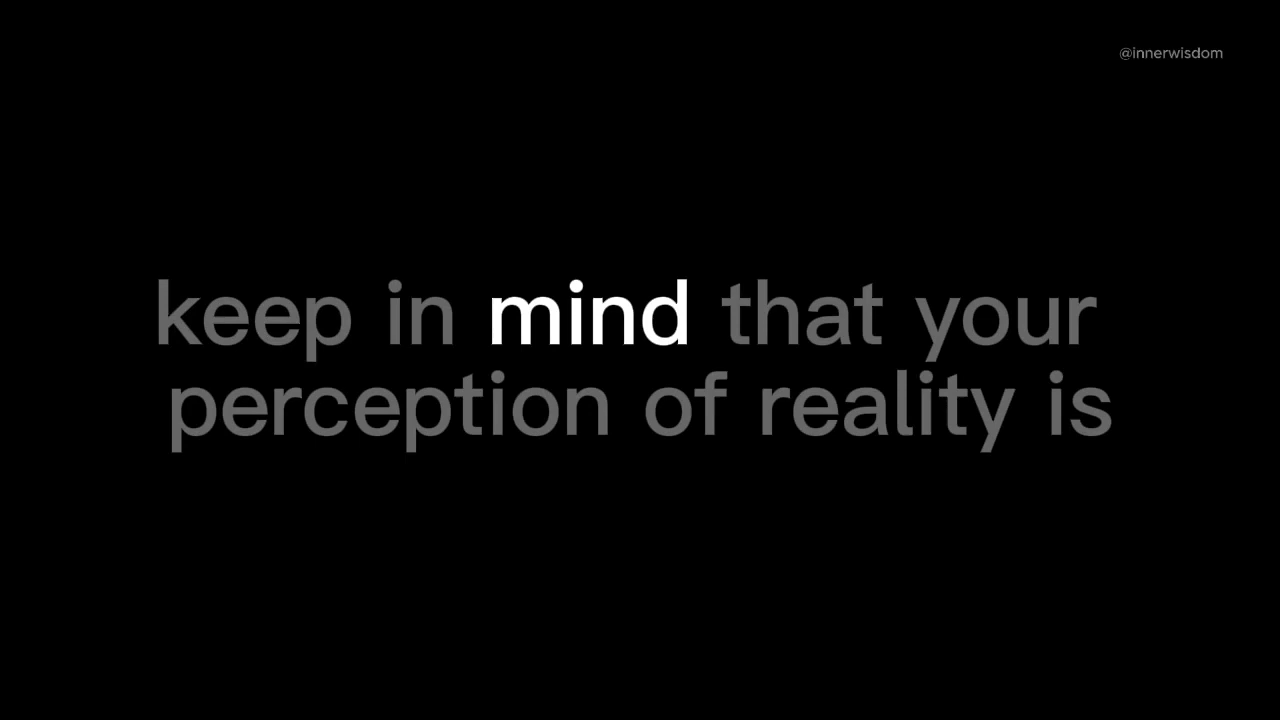 @innerwisdom
keep in mind that your
perception of reality is